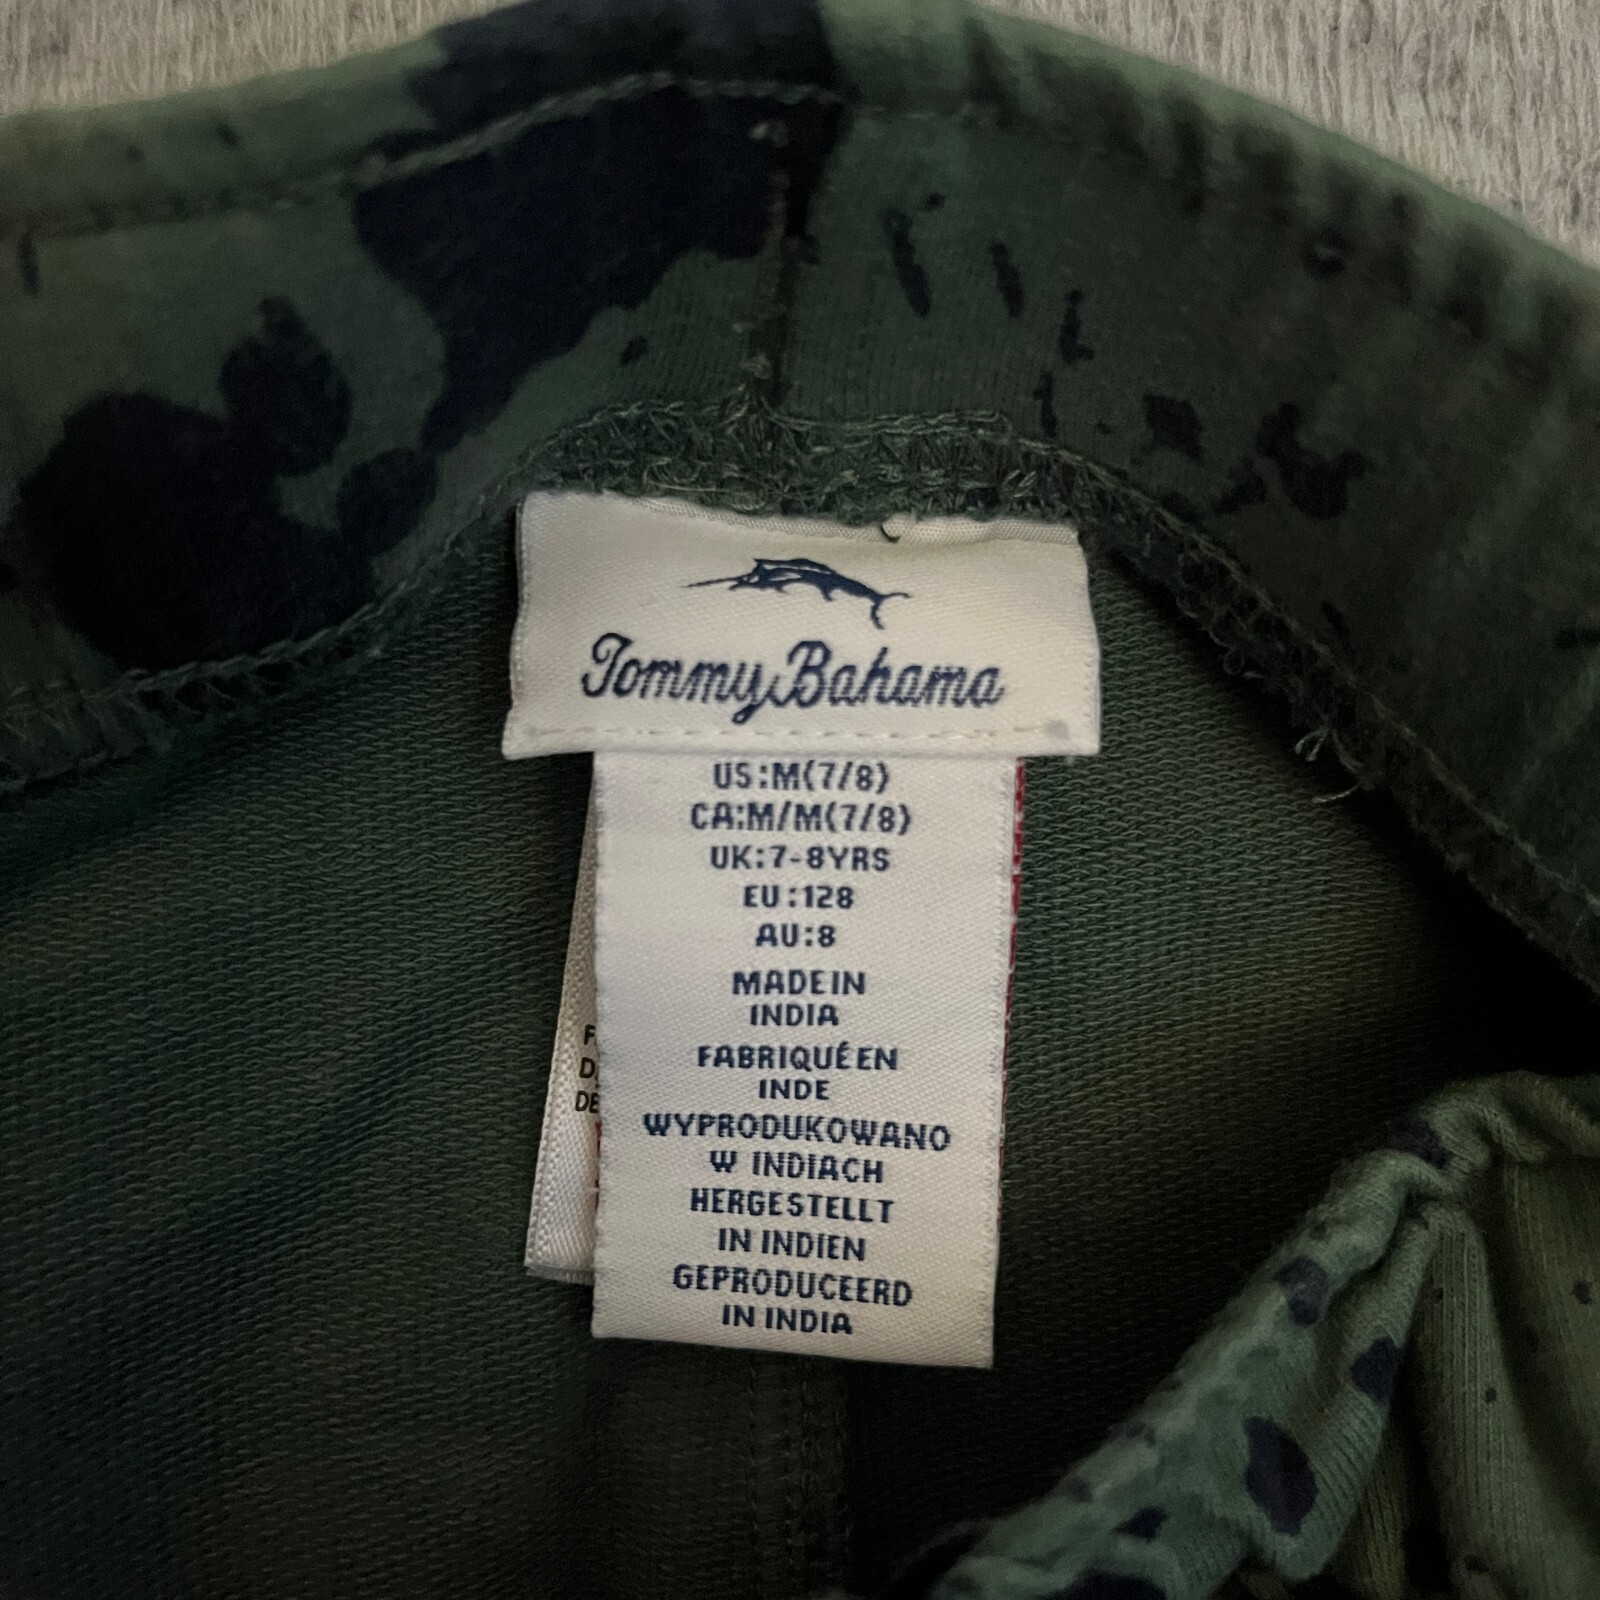 Tommy Bahama
US:M(7/8)
CA:M/M(7/8)
UK:7-8YRS
EU:128
AU:8
MADE IN
INDIA
FABRIQUÉ EN
INDE
WYPRODUKOWANO
W INDIACH
HERGESTELLT
IN INDIEN
GEPRODUCEERD
IN INDIA